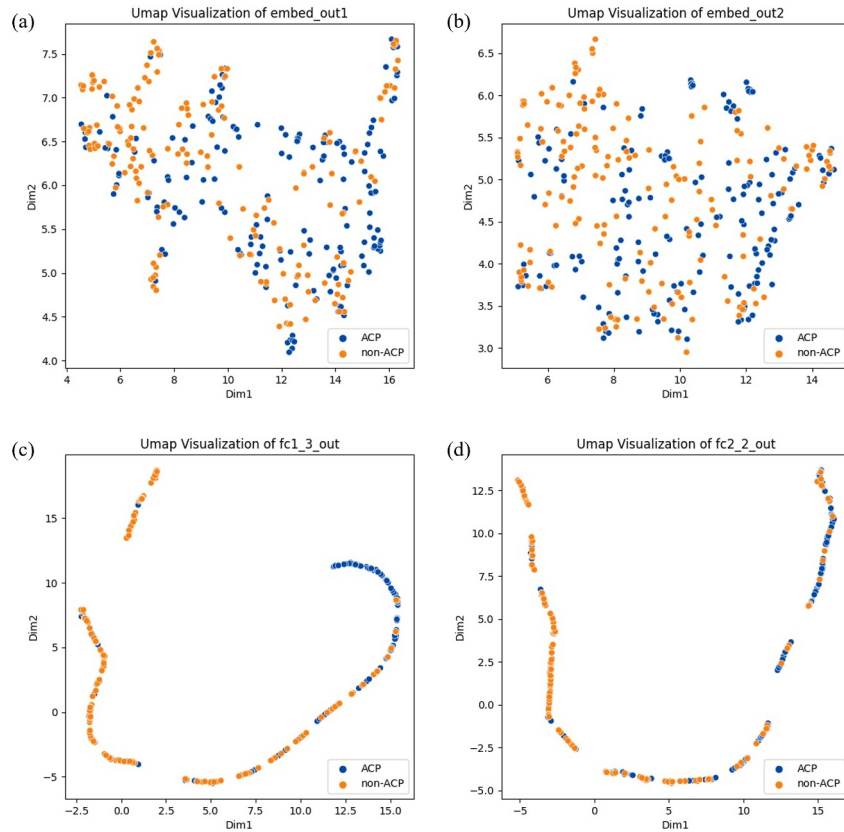 (a)
Umap Visualization of embed_out1
7.5
7.0
6.5
6.0
5.5
5.0
4.5
4.0
Dim2
4 6 8 10 12 14 16
Dim1
ACP
non-ACP
(b)
Umap Visualization of embed_out2
6.5
6.0
5.5
5.0
4.5
4.0
3.5
3.0
Dim2
6 8 10 12 14
Dim1
ACP
non-ACP
(c)
Umap Visualization of fc1_3_out
15
10
5
0
−5
Dim2
−2.5 0.0 2.5 5.0 7.5 10.0 12.5 15.0
Dim1
ACP
non-ACP
(d)
Umap Visualization of fc2_2_out
12.5
10.0
7.5
5.0
2.5
0.0
−2.5
−5.0
Dim2
−5 0 5 10 15
Dim1
ACP
non-ACP